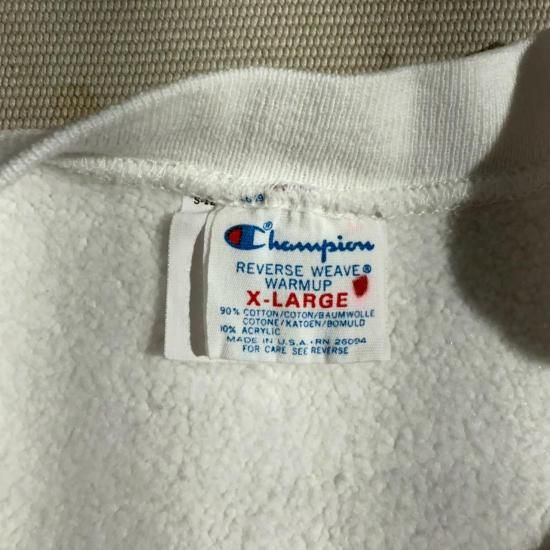 Champion
REVERSE WEAVE®
WARMUP
X-LARGE
90% COTTON/COTON/BAUMWOLLE
COTONE/KATOEN/BOMULD
10% ACRYLIC
MADE IN U.S.A · RN 26094
FOR CARE SEE REVERSE